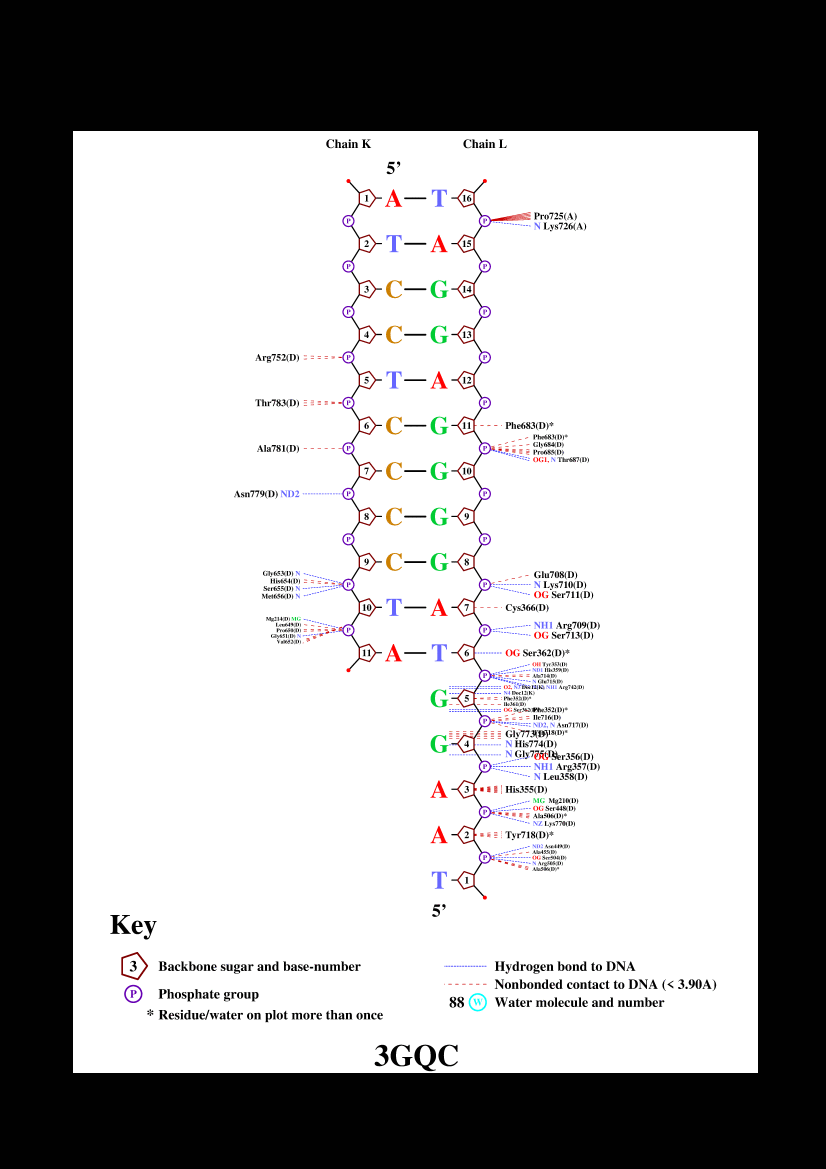 Chain K Chain L
5’
1 A T 16
P P Pro725(A)
N Lys726(A)
2 T A 15
P P
3 C G 14
P P
4 C G 13
Arg752(D) P P
5 T A 12
Thr783(D) P P
6 C G 11 Phe683(D)*
Phe683(D)*
Gly684(D)
Ala781(D) P P Pro685(D)
OG1, N Thr687(D)
7 C G 10
Asn779(D) ND2 P P
8 C G 9
P P
9 C G 8
Gly653(D) N
His654(D)
Ser655(D) N
Met656(D) N
P P Glu708(D)
N Lys710(D)
OG Ser711(D)
10 T A 7 Cys366(D)
Mg214(D) MG
Leu649(D)
Pro650(D)
Gly651(D) N
Val652(D)
P P NH1 Arg709(D)
OG Ser713(D)
11 A T 6 OG Ser362(D)*
P OH Tyr353(D)
ND1 His359(D)
Ala714(D)
N Glu715(D)
NH1 Arg742(D)
G 5
N4 Doc12(K)
Phe352(D)*
Ile361(D)
P Phe352(D)*
Ile716(D)
ND2, N Asn717(D)
G 4 Gly773(D)
N His774(D)
N Gly775(D)
P OG Ser356(D)
NH1 Arg357(D)
N Leu358(D)
A 3 His355(D)
P MG Mg210(D)
OG Ser448(D)
Ala506(D)*
NZ Lys770(D)
A 2 Tyr718(D)*
P ND2 Asn449(D)
Ala455(D)
OG Ser504(D)
N Arg505(D)
Ala506(D)*
T 1
5’
Key
3 Backbone sugar and base-number
P Phosphate group
* Residue/water on plot more than once
Hydrogen bond to DNA
Nonbonded contact to DNA (< 3.90A)
88 W Water molecule and number
3GQC